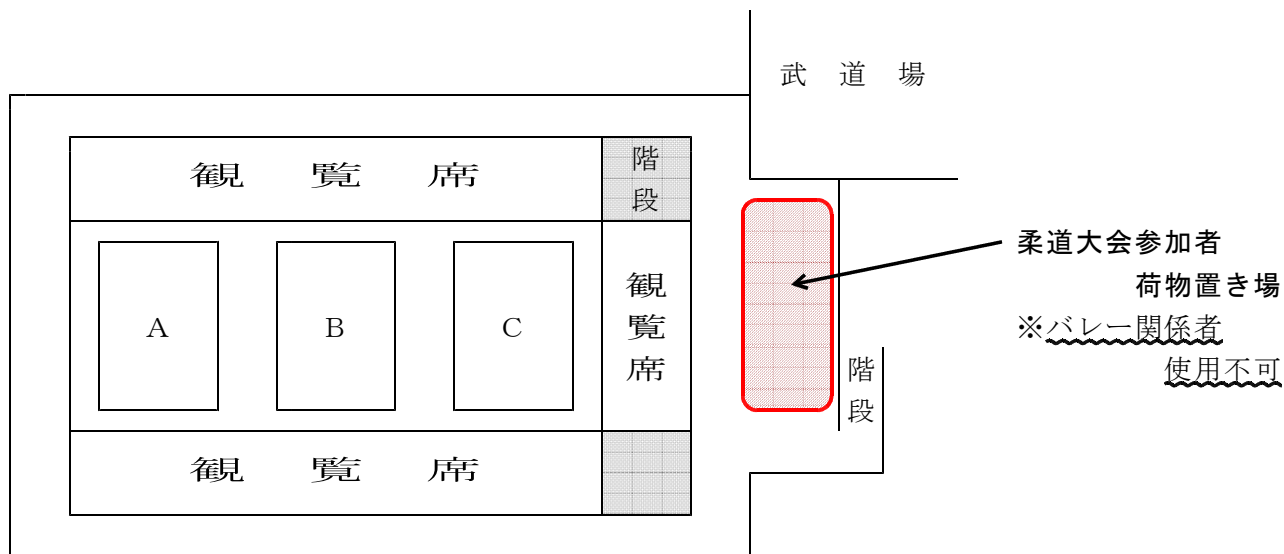 武道場
観覧席
階段
A
B
C
観覧席
柔道大会参加者
荷物置き場
※バレー関係者
使用不可
階段
観覧席